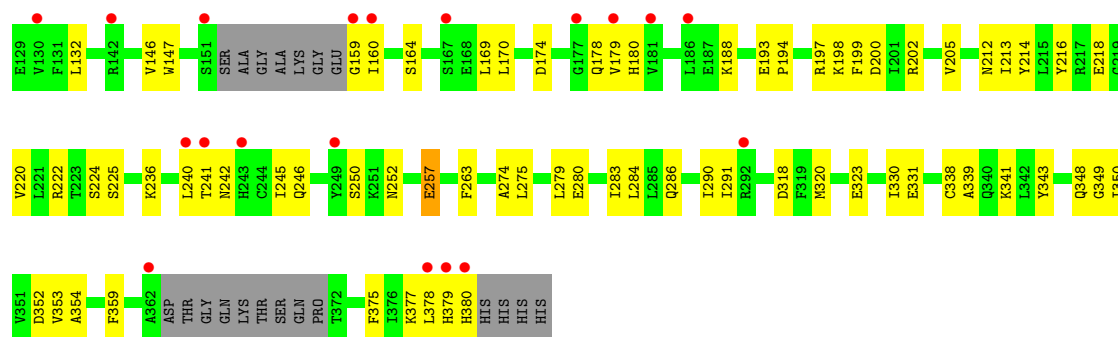 E129 V130 F131 L132 R142 V146 W147 S151 SER ALA GLY ALA LYS GLY GLU G159 I160 S164 S167 E168 L169 L170 D174 G177 Q178 V179 H180 V181 L186 E187 K188 E193 P194 R197 K198 F199 D200 I201 R202 V205 N212 I213 Y214 L215 Y216 R217 E218
V220 L221 R222 T223 S224 S225 K236 L240 T241 N242 H243 C244 I245 Q246 Y249 S250 K251 N252 E257 F263 A274 L275 L279 E280 I283 L284 L285 Q286 I290 I291 R292 D318 F319 M320 E323 I330 E331 C338 A339 Q340 K341 L342 Y343 Q348 G349
V351 D352 V353 A354 F359 A362 ASP THR GLY GLN LYS THR SER GLN PRO T372 F375 I376 K377 L378 H379 H380 HIS HIS HIS HIS